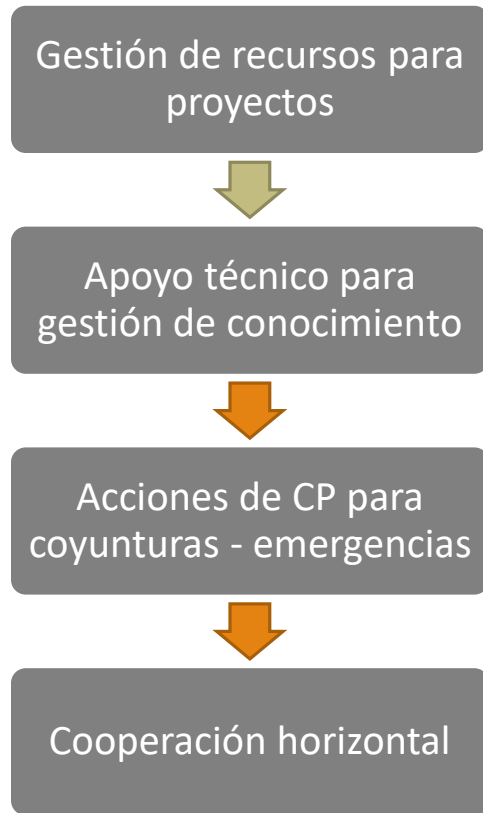 Gestión de recursos para
proyectos
Apoyo técnico para
gestión de conocimiento
Acciones de CP para
coyunturas - emergencias
Cooperación horizontal